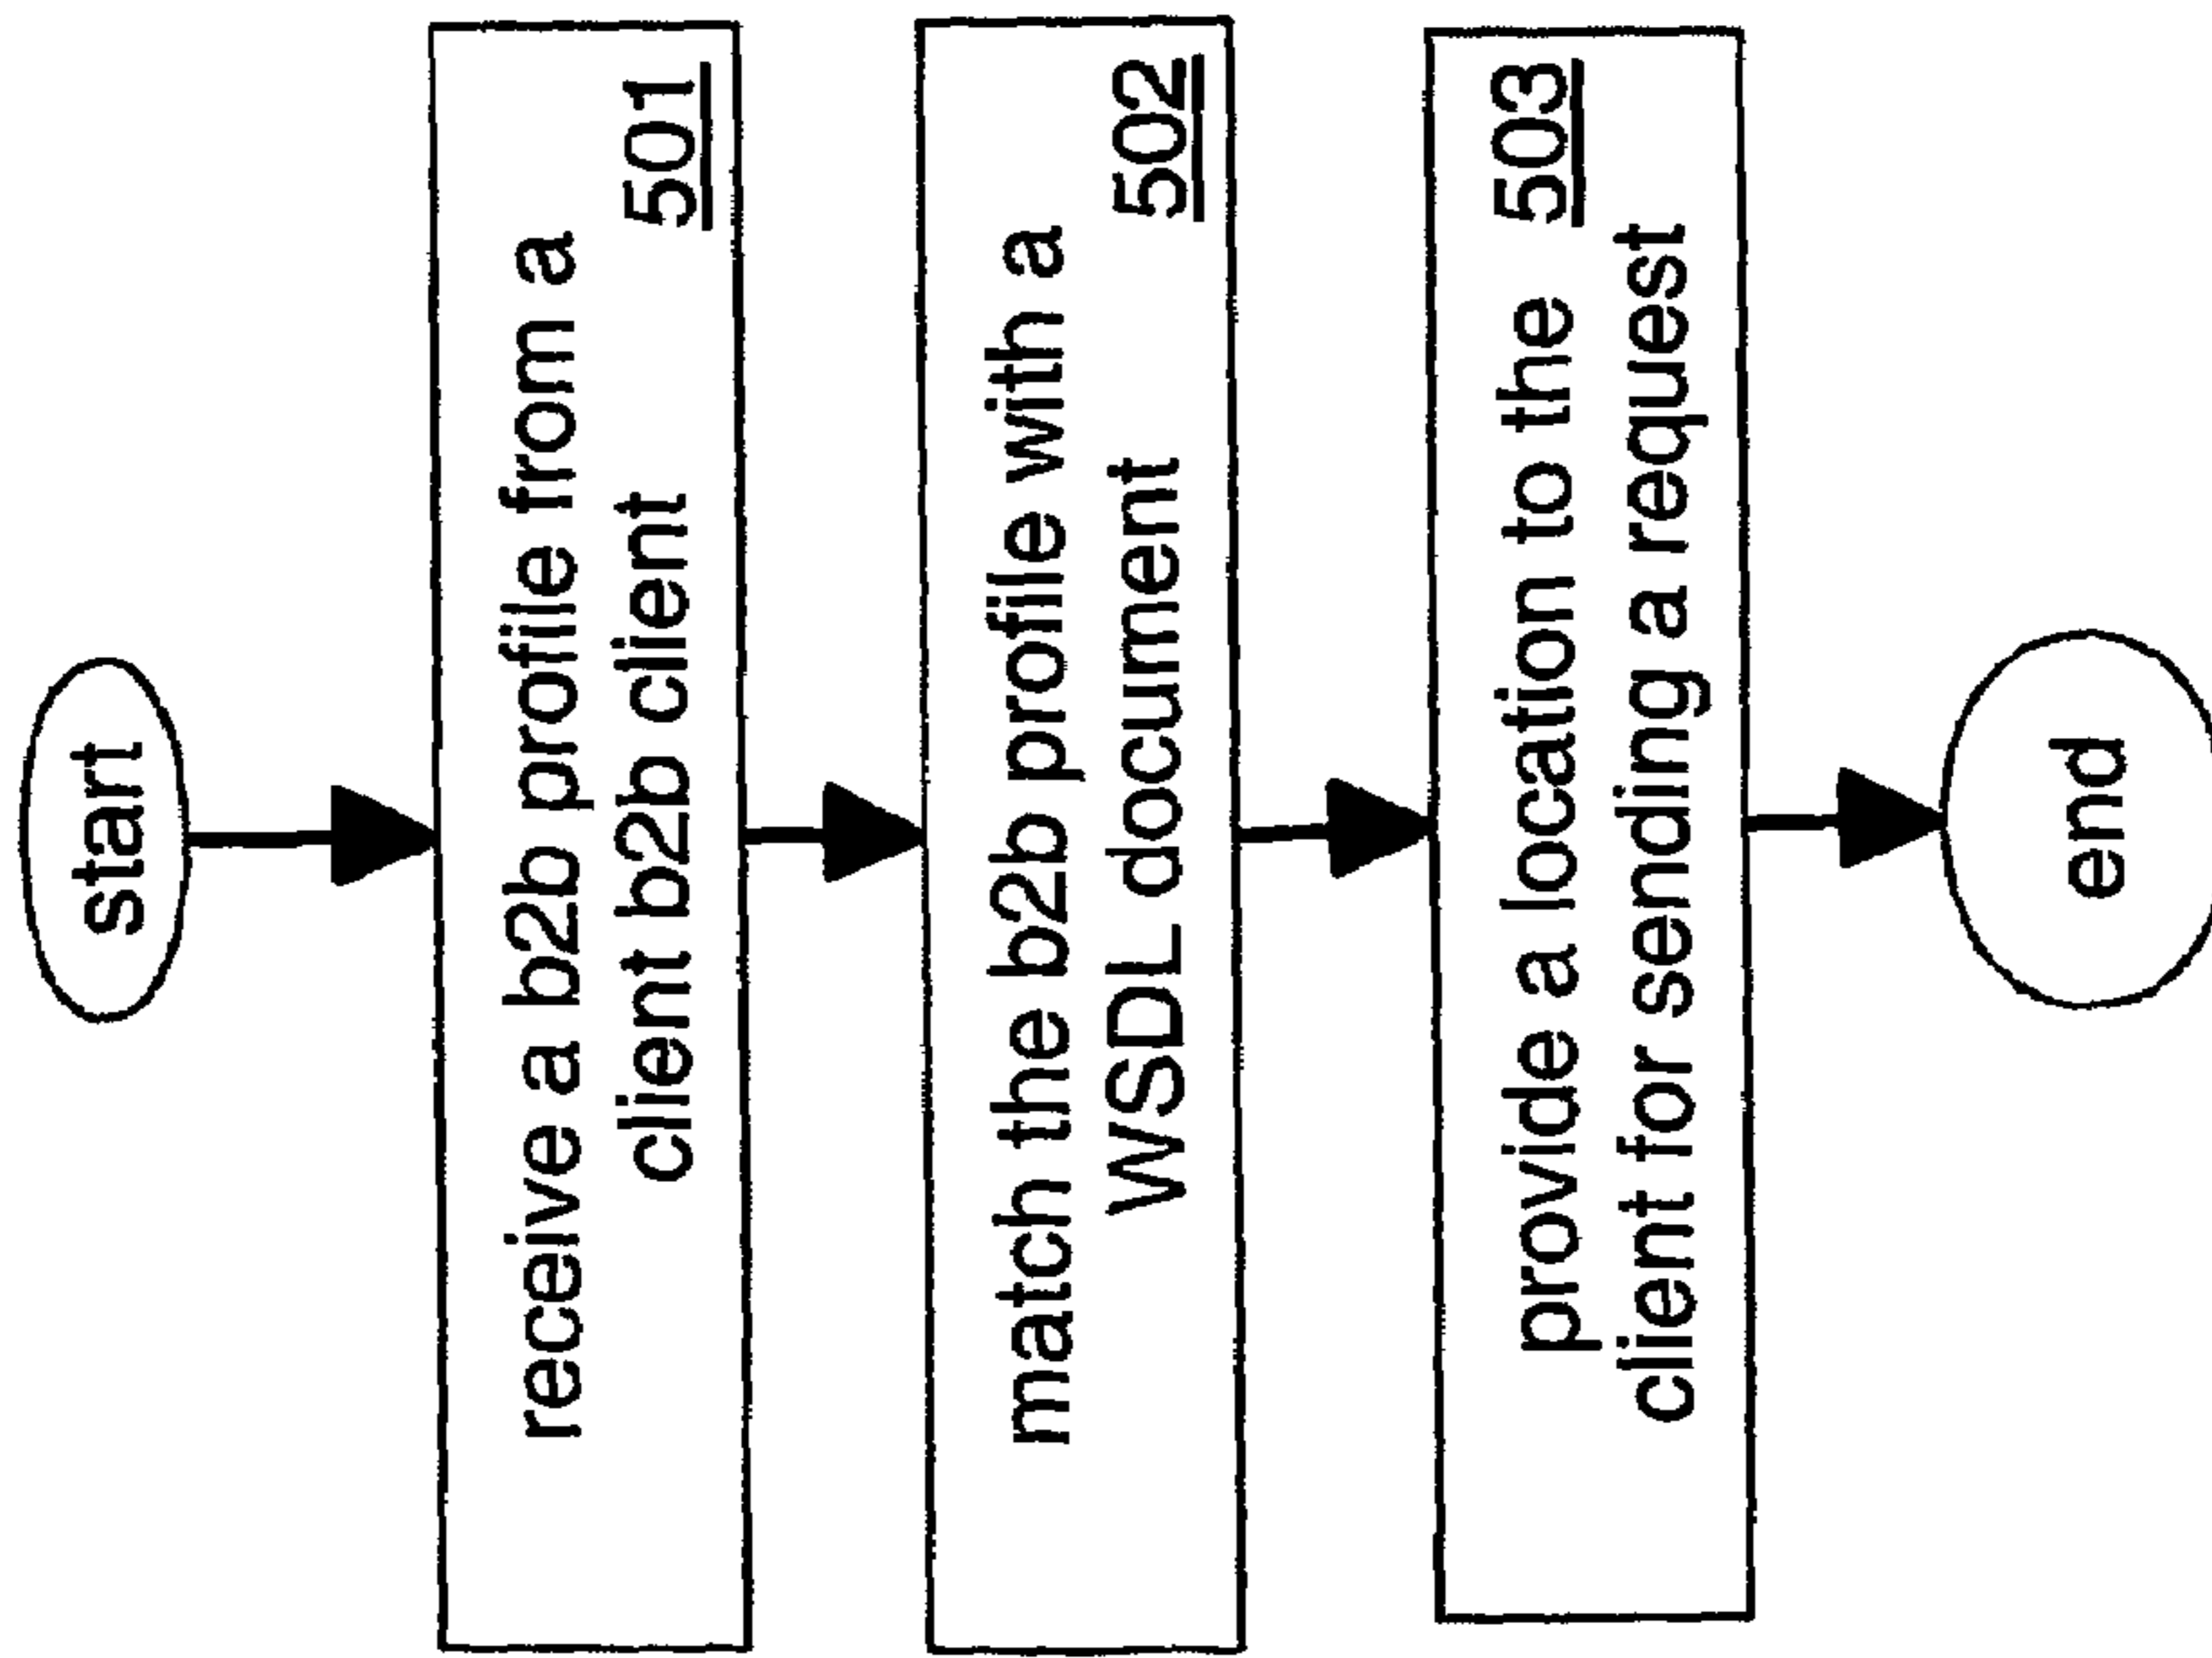 start
receive a b2b profile from a
client b2b client 501
match the b2b profile with a
WSDL document 502
provide a location to the 503
client for sending a request
end